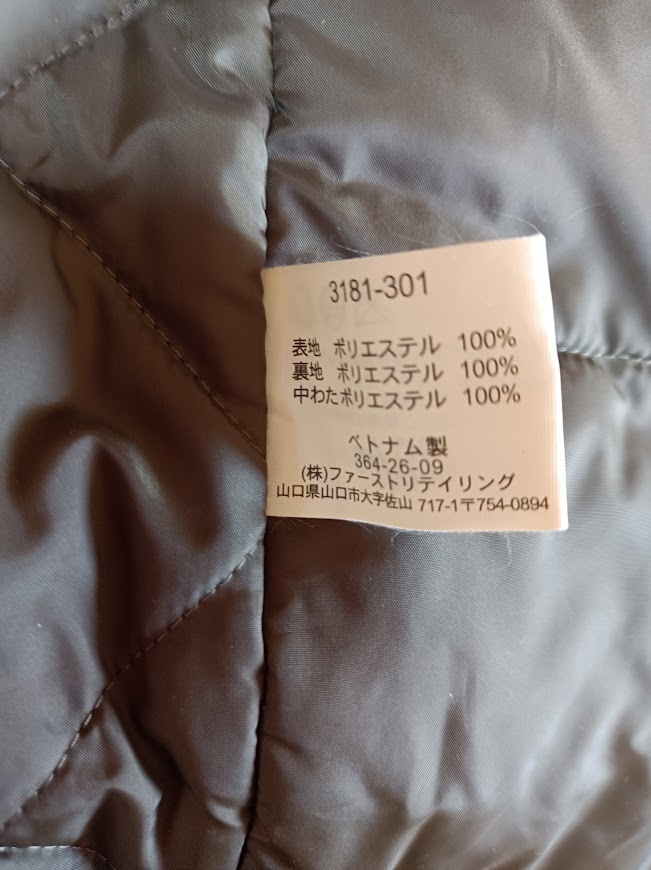 3181-301
表地 ポリエステル 100%
裏地 ポリエステル 100%
中わたポリエステル 100%
ベトナム製
364-26-09
(株)ファーストリテイリング
山口県山口市大字佐山 717-1〒754-0894